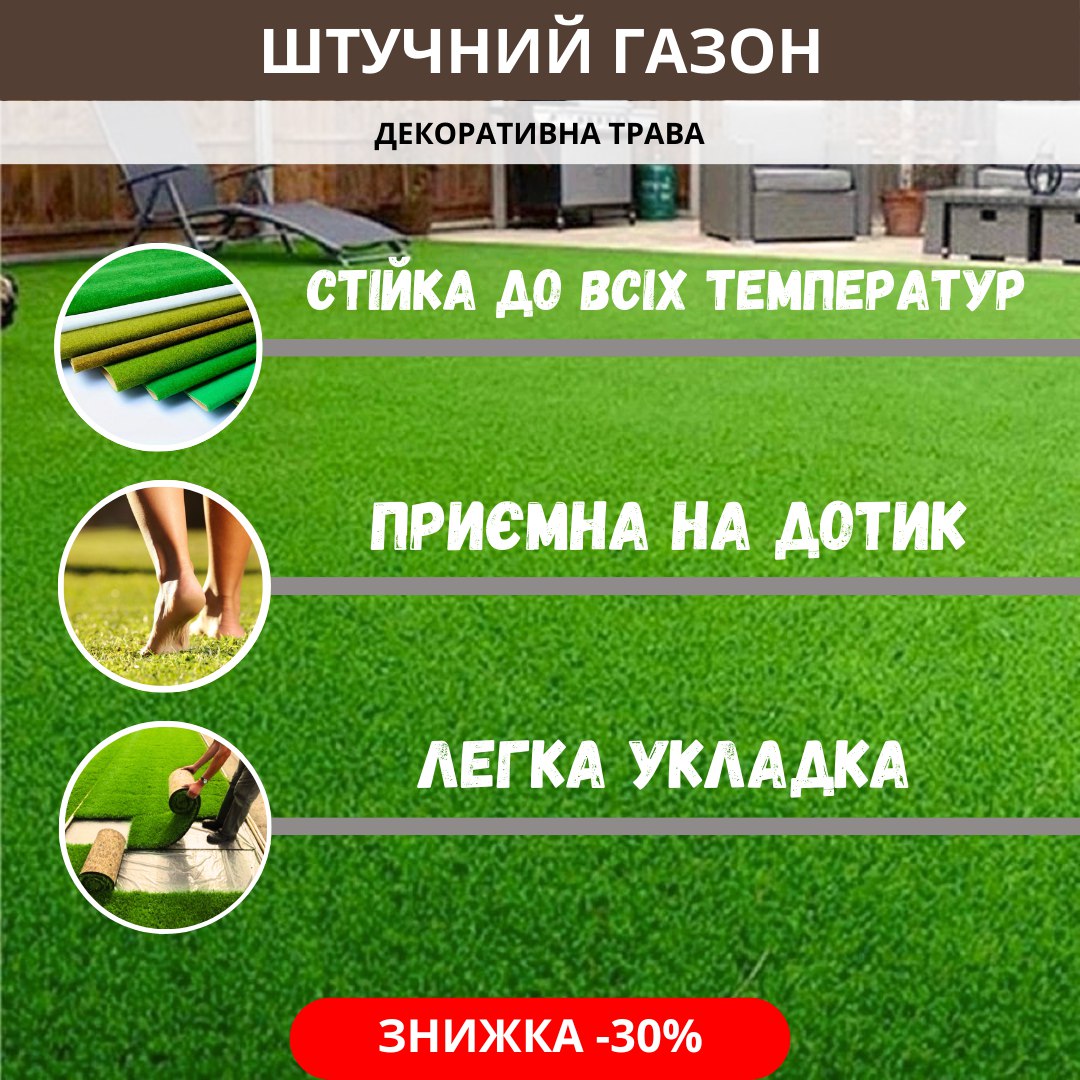 ШТУЧНИЙ ГАЗОН
ДЕКОРАТИВНА ТРАВА
СТІЙКА ДО ВСІХ ТЕМПЕРАТУР
ПРИЄМНА НА ДОТИК
ЛЕГКА УКЛАДКА
ЗНИЖКА -30%